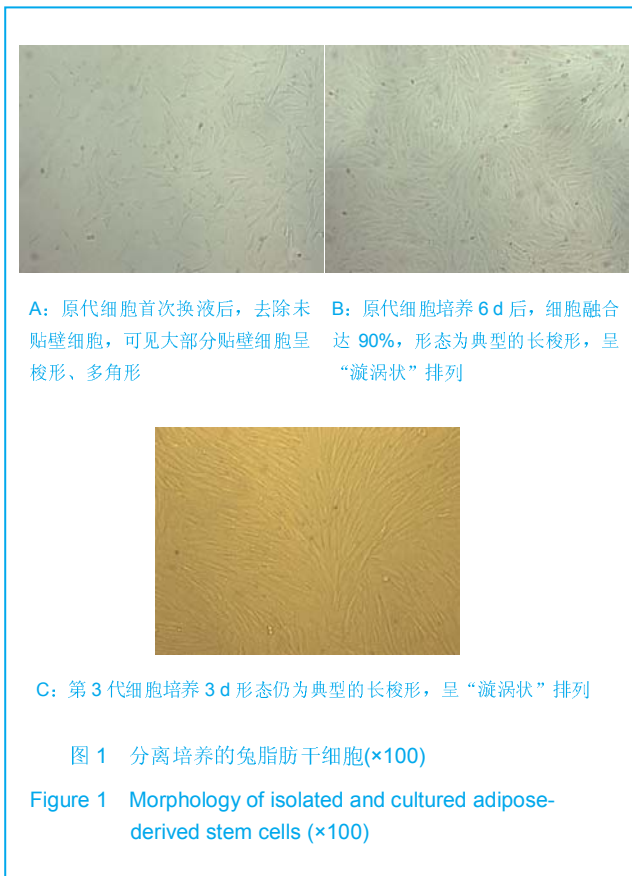 A：原代细胞首次换液后，去除未
贴壁细胞，可见大部分贴壁细胞呈
梭形、多角形
B：原代细胞培养 6 d 后，细胞融合
达 90%，形态为典型的长梭形，呈
“漩涡状”排列
C：第 3 代细胞培养 3 d 形态仍为典型的长梭形，呈“漩涡状”排列
图 1 分离培养的兔脂肪干细胞(×100)
Figure 1 Morphology of isolated and cultured adipose-
derived stem cells (×100)